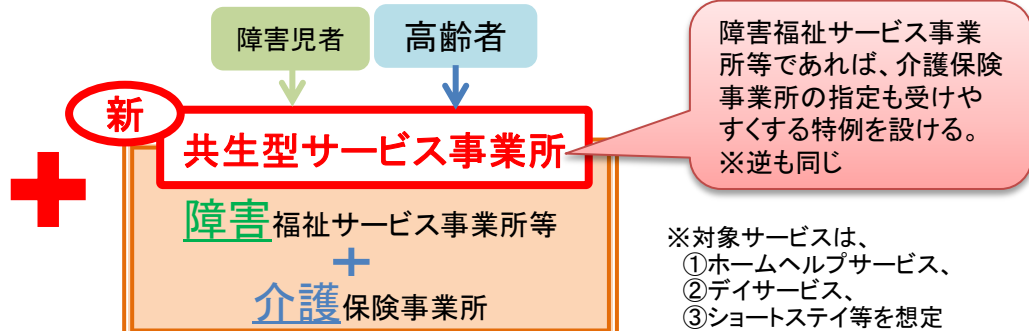 障害児者
高齢者
新
共生型サービス事業所
障害福祉サービス事業所等
+
介護保険事業所
障害福祉サービス事業
所等であれば、介護保険
事業所の指定も受けや
すくする特例を設ける。
※逆も同じ
※対象サービスは、
①ホームヘルプサービス、
②デイサービス、
③ショートステイ等を想定